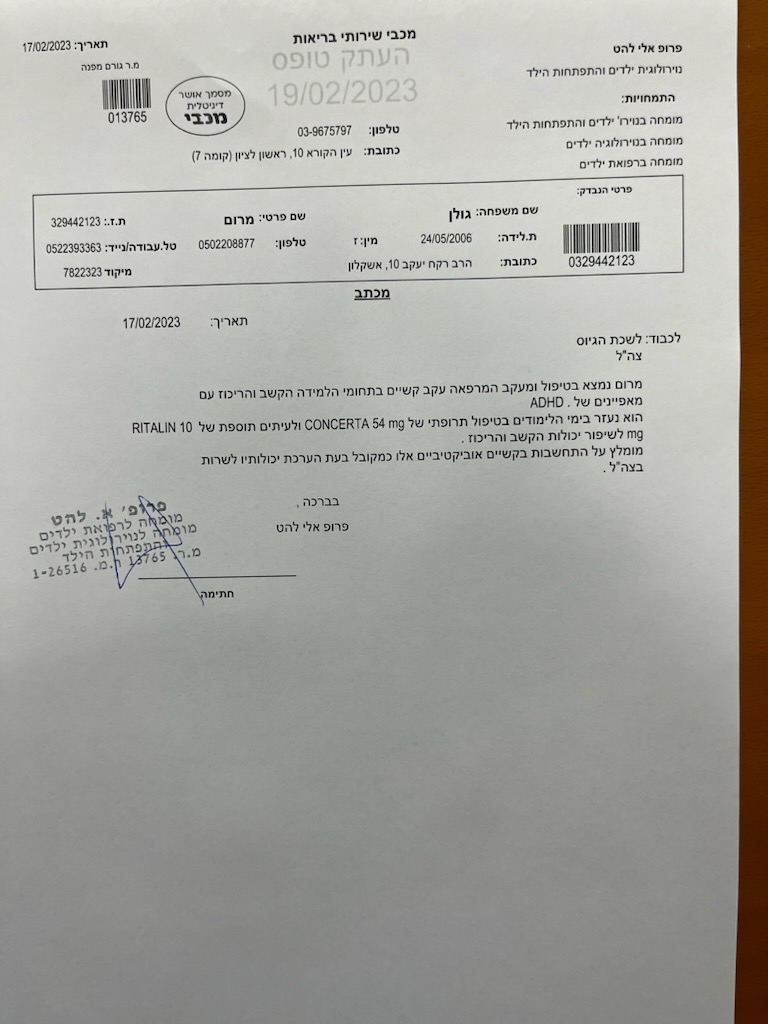 מכבי שירותי בריאות
העתק טופס
19/02/2023
תאריך: 17/02/2023
מ.ר גורם מפנה
013765
מסמך אושר
דיגיטלית
מכבי
פרופ אלי להט
נוירולוגית ילדים והתפתחות הילד
התמחויות:
מומחה בנוירו' ילדים והתפתחות הילד
מומחה בנוירולוגיה ילדים
מומחה ברפואת ילדים
טלפון: 03-9675797
כתובת: עין הקורא 10, ראשון לציון (קומה 7)
פרטי הנבדק:
שם משפחה: גולן שם פרטי: מרום ת.ז.: 329442123
ת.לידה: 24/05/2006 מין: ז טלפון: 0502208877 טל.עבודה/נייד: 0522393363
כתובת: הרב רקח יעקב 10, אשקלון מיקוד 7822323
0329442123
מכתב
תאריך: 17/02/2023
לכבוד: לשכת הגיוס
צה"ל
מרום נמצא בטיפול ומעקב המרפאה עקב קשיים בתחומי הלמידה הקשב והריכוז עם
מאפיינים של . ADHD
הוא נעזר בימי הלימודים בטיפול תרופתי של CONCERTA 54 mg ולעיתים תוספת של RITALIN 10
mg לשיפור יכולות הקשב והריכוז .
מומלץ על התחשבות בקשיים אוביקטיביים אלו כמקובל בעת הערכת יכולותיו לשרות
בצה"ל .
בברכה ,
פרופ אלי להט
פרופ' א. להט
מומחה לרפואת ילדים
מומחה לנוירולוגית ילדים
והתפתחות הילד
מ.ר. 13765 ר.מ. 1-26516
חתימה